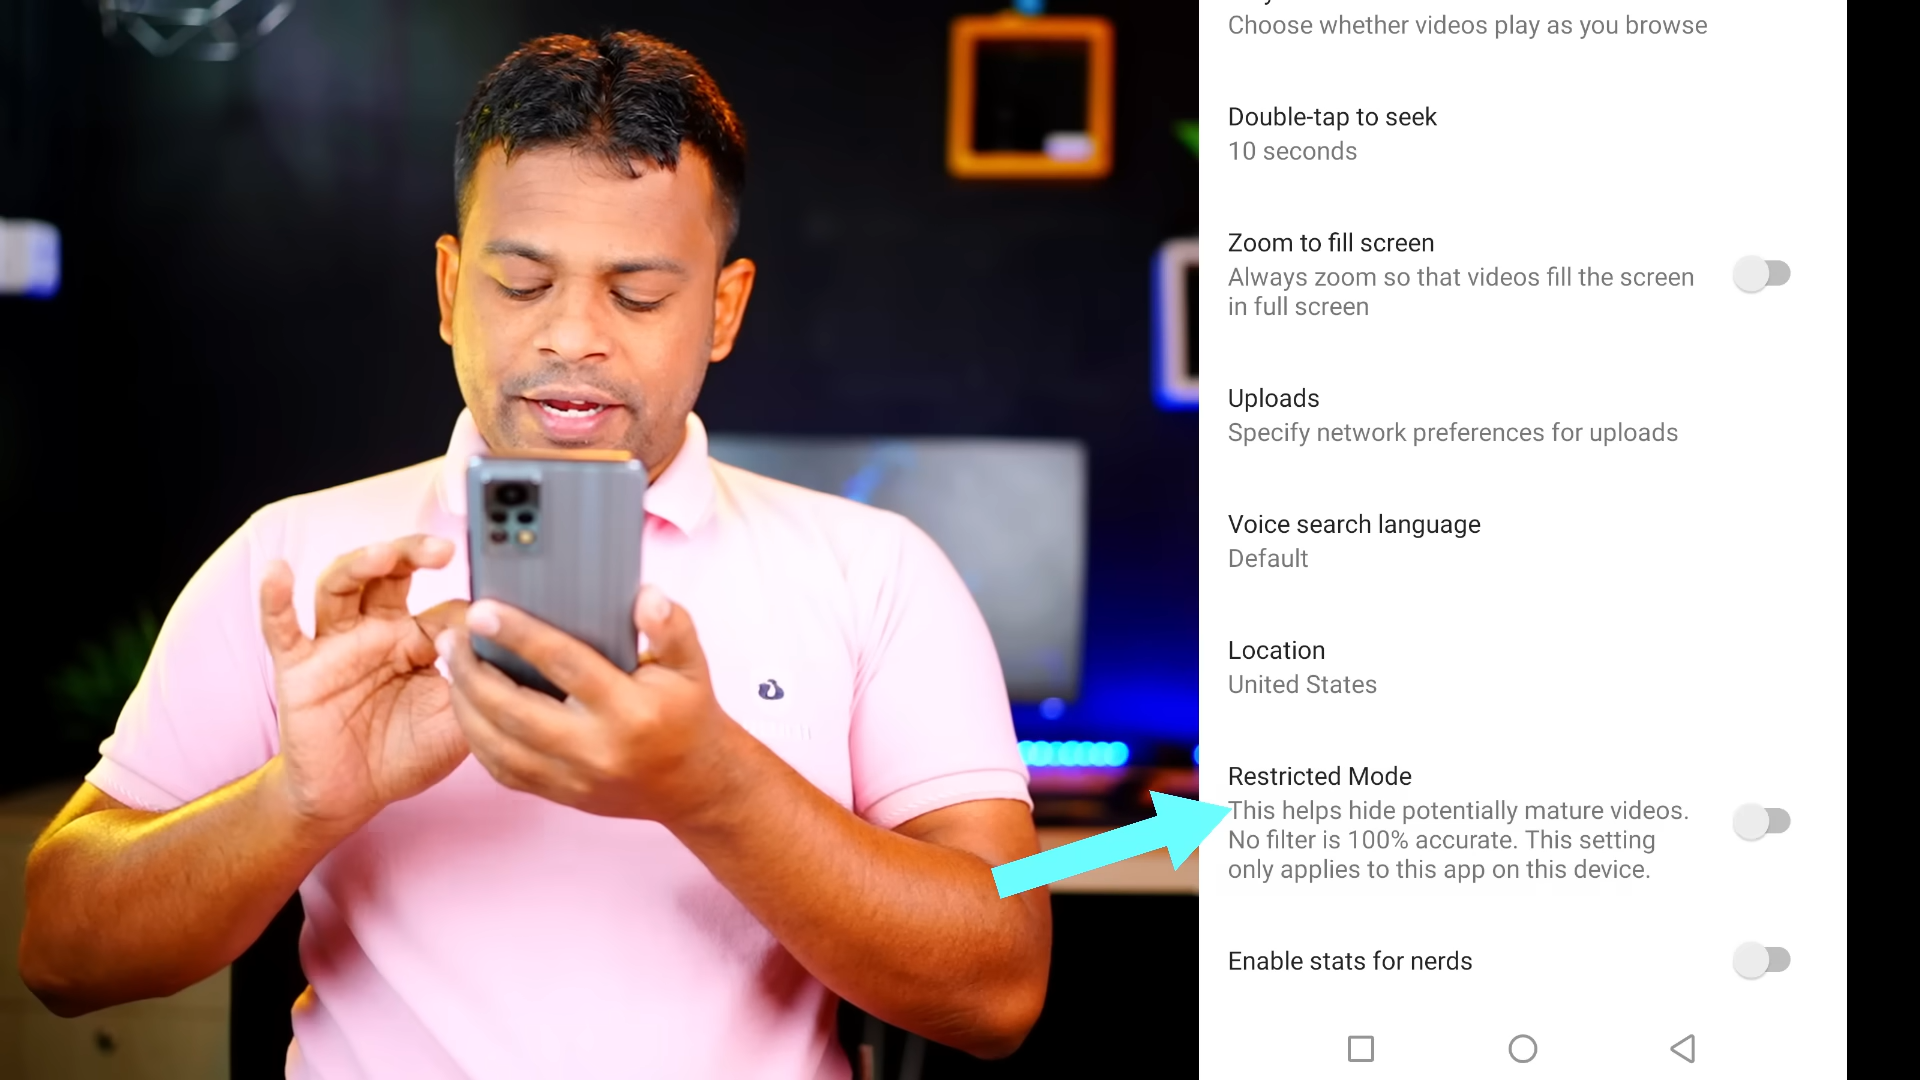 Choose whether videos play as you browse
Double-tap to seek
10 seconds
Zoom to fill screen
Always zoom so that videos fill the screen
in full screen
Uploads
Specify network preferences for uploads
Voice search language
Default
Location
United States
Restricted Mode
This helps hide potentially mature videos.
No filter is 100% accurate. This setting
only applies to this app on this device.
Enable stats for nerds